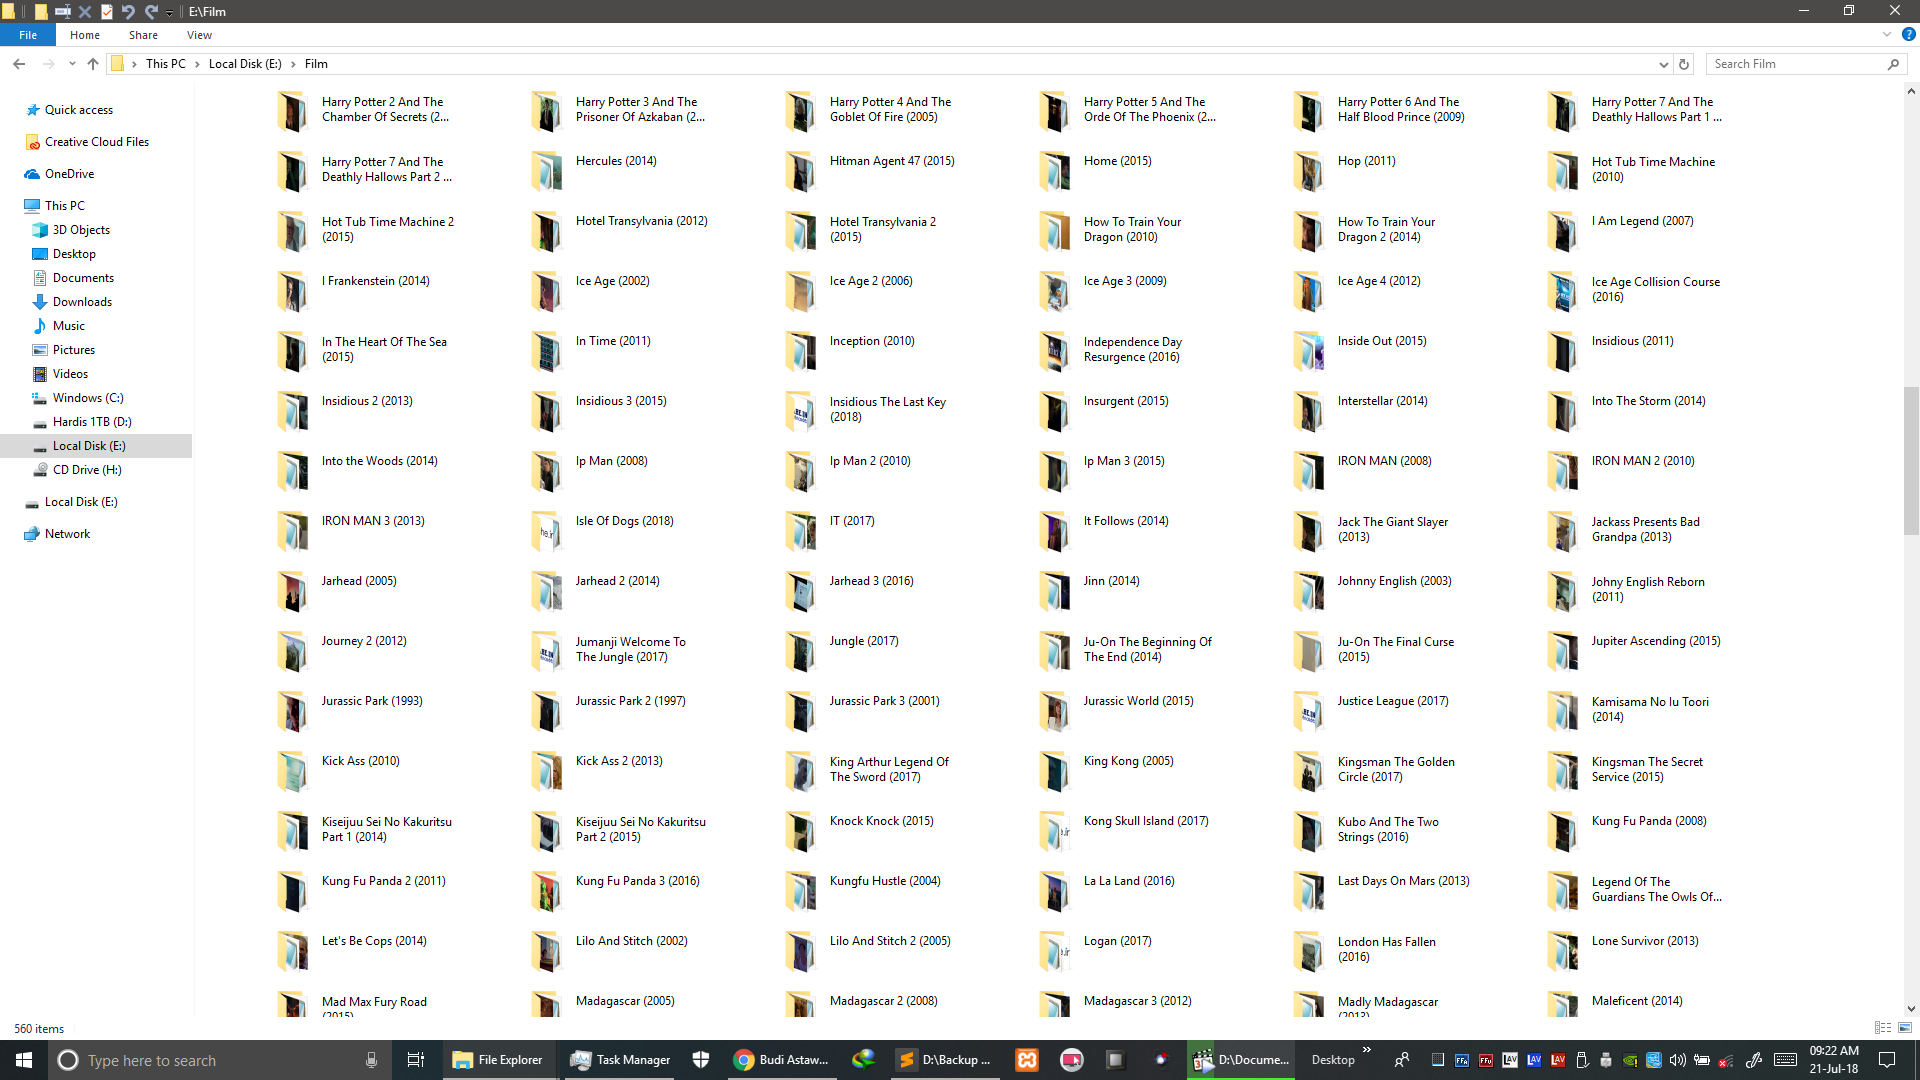 E:\Film
File
Home
Share
View
This PC
Local Disk (E:)
Film
Search Film
Quick access
Creative Cloud Files
OneDrive
This PC
3D Objects
Desktop
Documents
Downloads
Music
Pictures
Videos
Windows (C:)
Hardis 1TB (D:)
Local Disk (E:)
CD Drive (H:)
Local Disk (E:)
Network
Harry Potter 2 And The
Chamber Of Secrets (2...
Harry Potter 3 And The
Prisoner Of Azkaban (2...
Harry Potter 4 And The
Goblet Of Fire (2005)
Harry Potter 5 And The
Orde Of The Phoenix (2...
Harry Potter 6 And The
Half Blood Prince (2009)
Harry Potter 7 And The
Deathly Hallows Part 1 ...
Harry Potter 7 And The
Deathly Hallows Part 2 ...
Hercules (2014)
Hitman Agent 47 (2015)
Home (2015)
Hop (2011)
Hot Tub Time Machine
(2010)
Hot Tub Time Machine 2
(2015)
Hotel Transylvania (2012)
Hotel Transylvania 2
(2015)
How To Train Your
Dragon (2010)
How To Train Your
Dragon 2 (2014)
I Am Legend (2007)
I Frankenstein (2014)
Ice Age (2002)
Ice Age 2 (2006)
Ice Age 3 (2009)
Ice Age 4 (2012)
Ice Age Collision Course
(2016)
In The Heart Of The Sea
(2015)
In Time (2011)
Inception (2010)
Independence Day
Resurgence (2016)
Inside Out (2015)
Insidious (2011)
Insidious 2 (2013)
Insidious 3 (2015)
Insidious The Last Key
(2018)
Insurgent (2015)
Interstellar (2014)
Into The Storm (2014)
Into the Woods (2014)
Ip Man (2008)
Ip Man 2 (2010)
Ip Man 3 (2015)
IRON MAN (2008)
IRON MAN 2 (2010)
IRON MAN 3 (2013)
Isle Of Dogs (2018)
IT (2017)
It Follows (2014)
Jack The Giant Slayer
(2013)
Jackass Presents Bad
Grandpa (2013)
Jarhead (2005)
Jarhead 2 (2014)
Jarhead 3 (2016)
Jinn (2014)
Johnny English (2003)
Johny English Reborn
(2011)
Journey 2 (2012)
Jumanji Welcome To
The Jungle (2017)
Jungle (2017)
Ju-On The Beginning Of
The End (2014)
Ju-On The Final Curse
(2015)
Jupiter Ascending (2015)
Jurassic Park (1993)
Jurassic Park 2 (1997)
Jurassic Park 3 (2001)
Jurassic World (2015)
Justice League (2017)
Kamisama No Iu Toori
(2014)
Kick Ass (2010)
Kick Ass 2 (2013)
King Arthur Legend Of
The Sword (2017)
King Kong (2005)
Kingsman The Golden
Circle (2017)
Kingsman The Secret
Service (2015)
Kiseijuu Sei No Kakuritsu
Part 1 (2014)
Kiseijuu Sei No Kakuritsu
Part 2 (2015)
Knock Knock (2015)
Kong Skull Island (2017)
Kubo And The Two
Strings (2016)
Kung Fu Panda (2008)
Kung Fu Panda 2 (2011)
Kung Fu Panda 3 (2016)
Kungfu Hustle (2004)
La La Land (2016)
Last Days On Mars (2013)
Legend Of The
Guardians The Owls Of...
Let's Be Cops (2014)
Lilo And Stitch (2002)
Lilo And Stitch 2 (2005)
Logan (2017)
London Has Fallen
(2016)
Lone Survivor (2013)
Mad Max Fury Road
(2015)
Madagascar (2005)
Madagascar 2 (2008)
Madagascar 3 (2012)
Madly Madagascar
(2013)
Maleficent (2014)
560 items
Type here to search
File Explorer
Task Manager
Budi Astaw...
D:\Backup ...
D:\Docume...
Desktop
09:22 AM
21-Jul-18